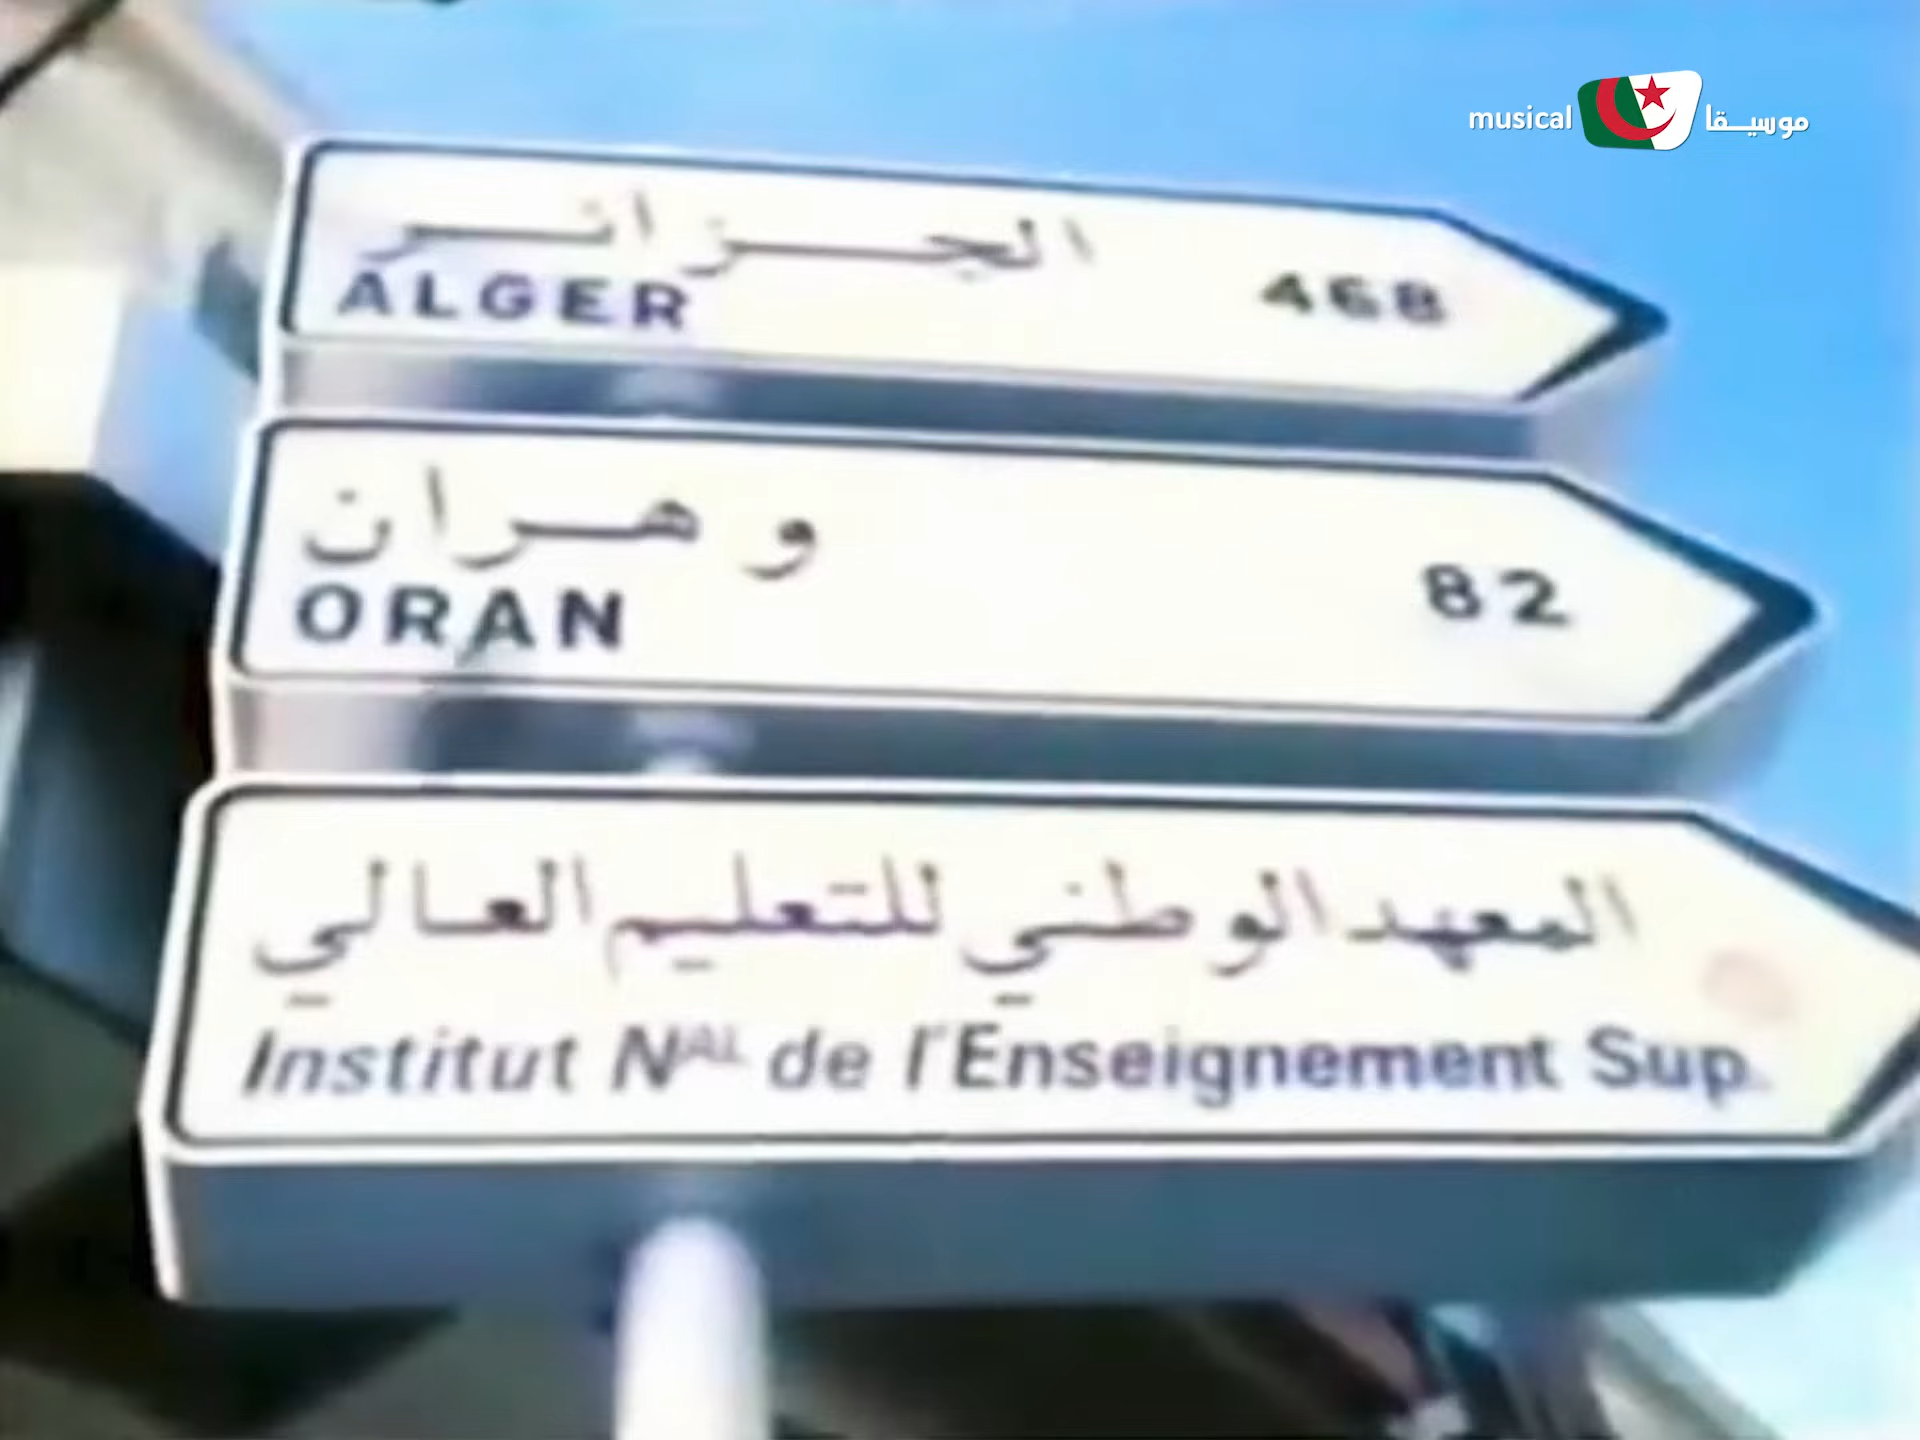 musical موسيقا
الجزائر
ALGER 468
وهران
ORAN 82
المعهد الوطني للتعليم العالي
Institut Nal de l'Enseignement Sup.